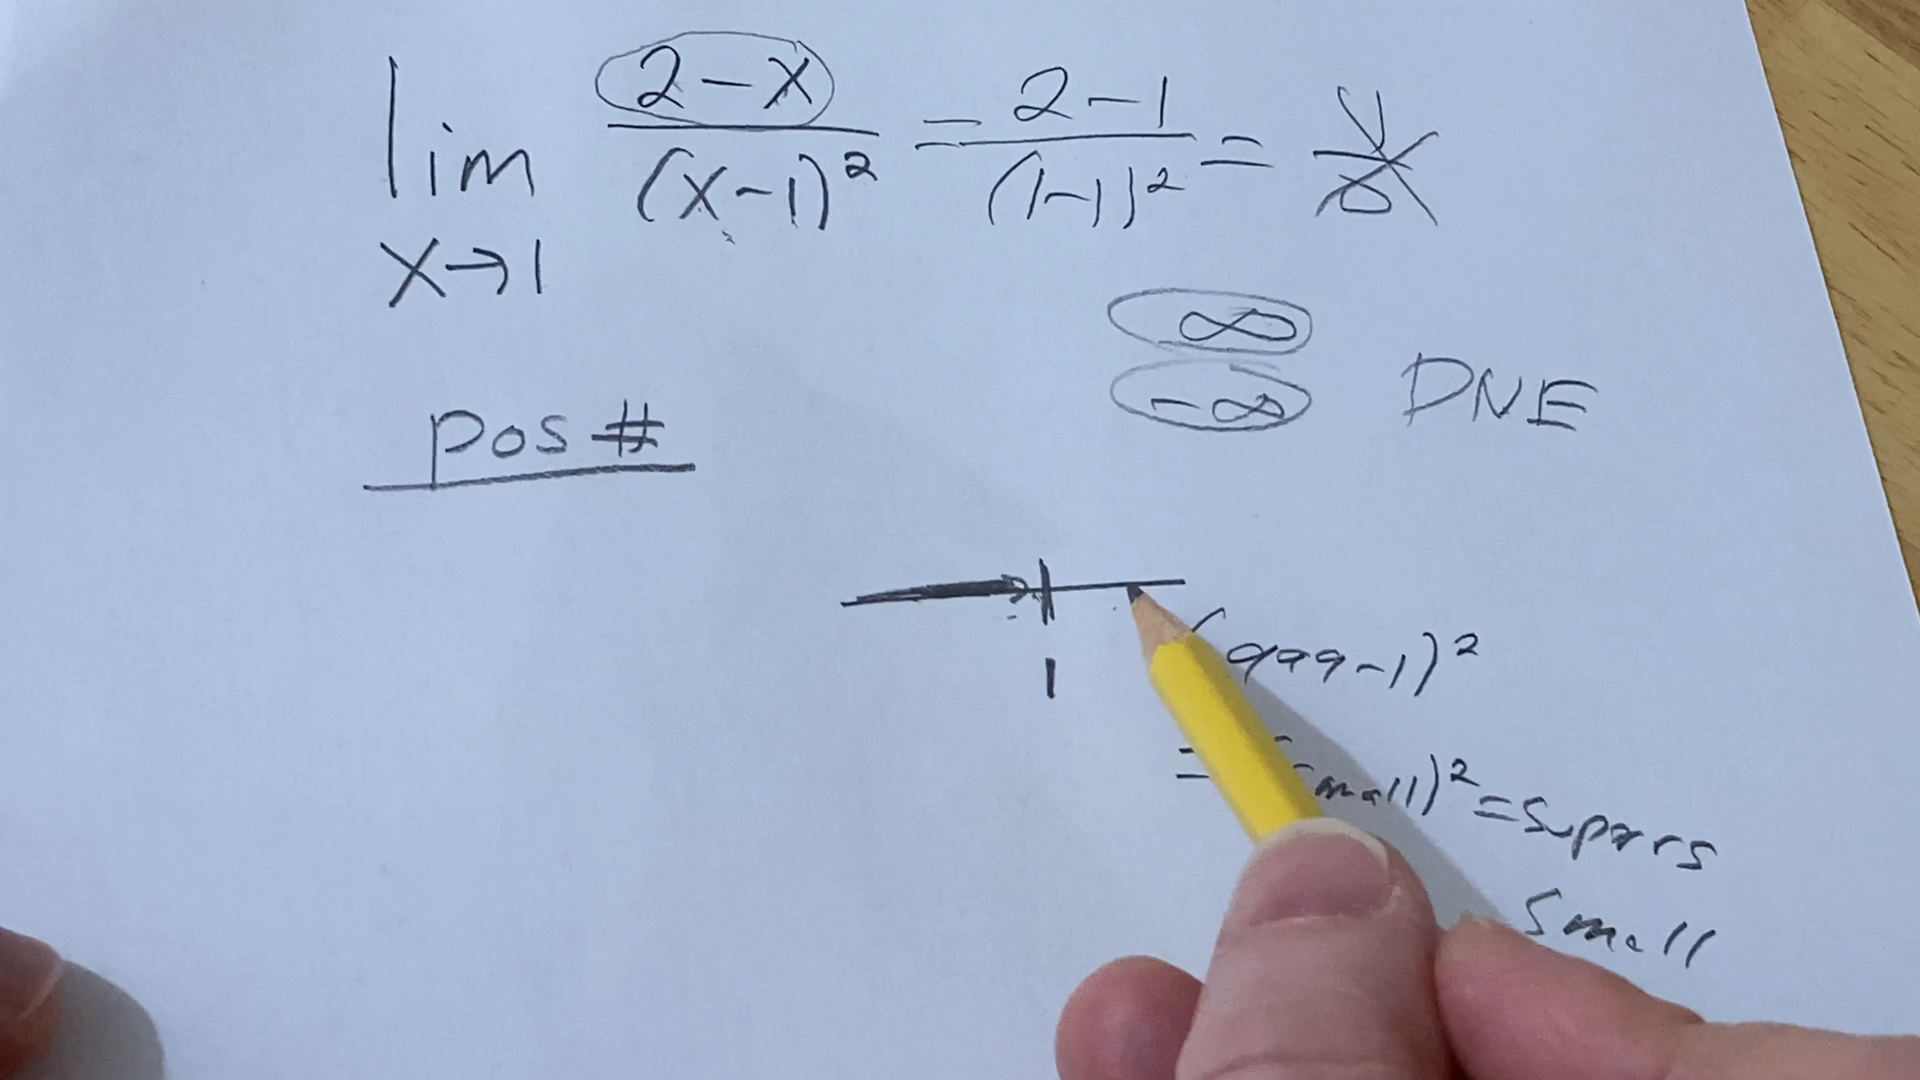 lim x→1 (2-x)/(x-1)² = (2-1)/(1-1)² = 1/0
∞
-∞ DNE
pos #
1
999-1)²
= small)² = supers
small